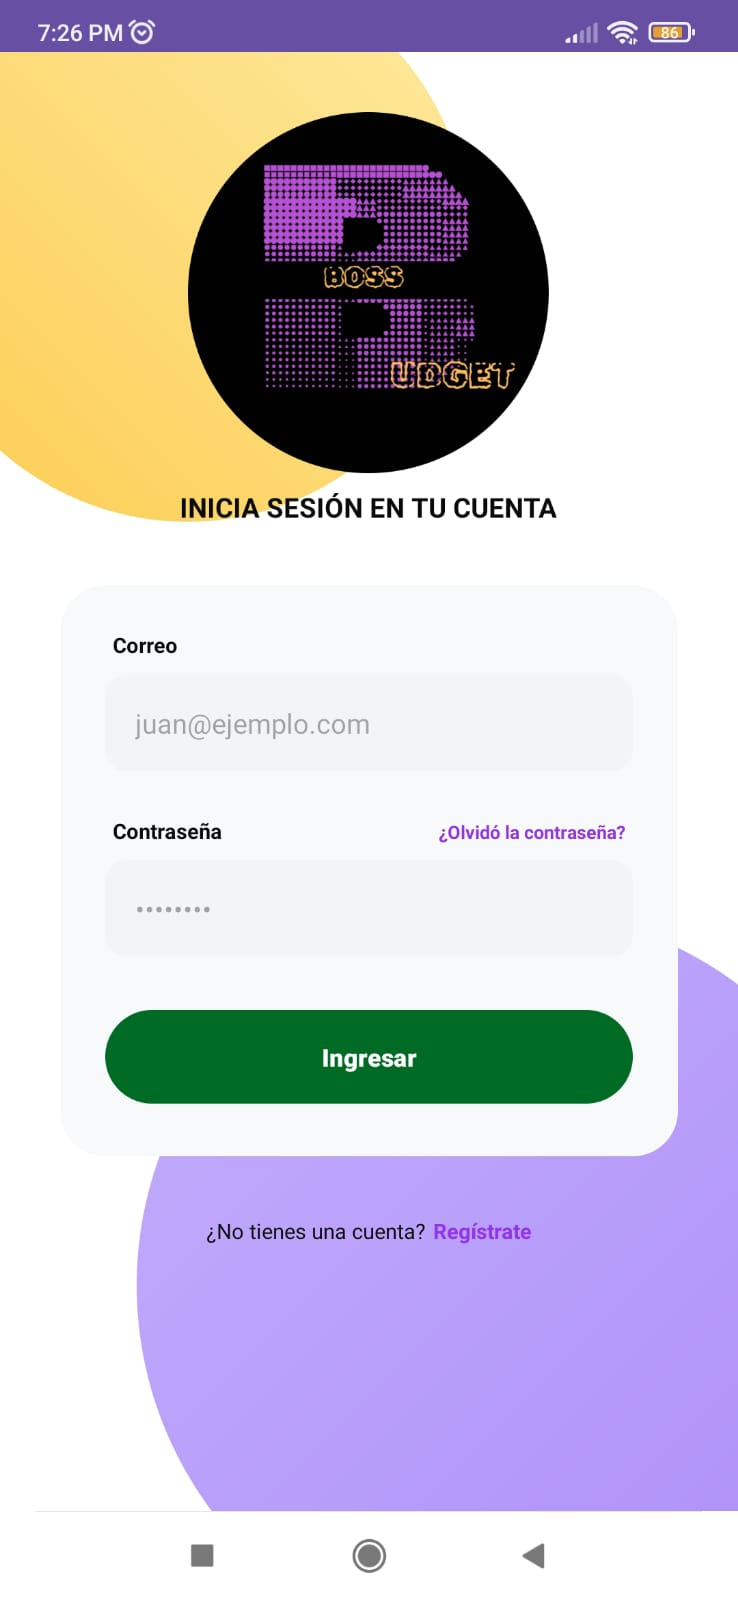 7:26 PM
86
BOSS
UDGET
INICIA SESIÓN EN TU CUENTA
Correo
juan@ejemplo.com
Contraseña ¿Olvidó la contraseña?
Ingresar
¿No tienes una cuenta? Regístrate